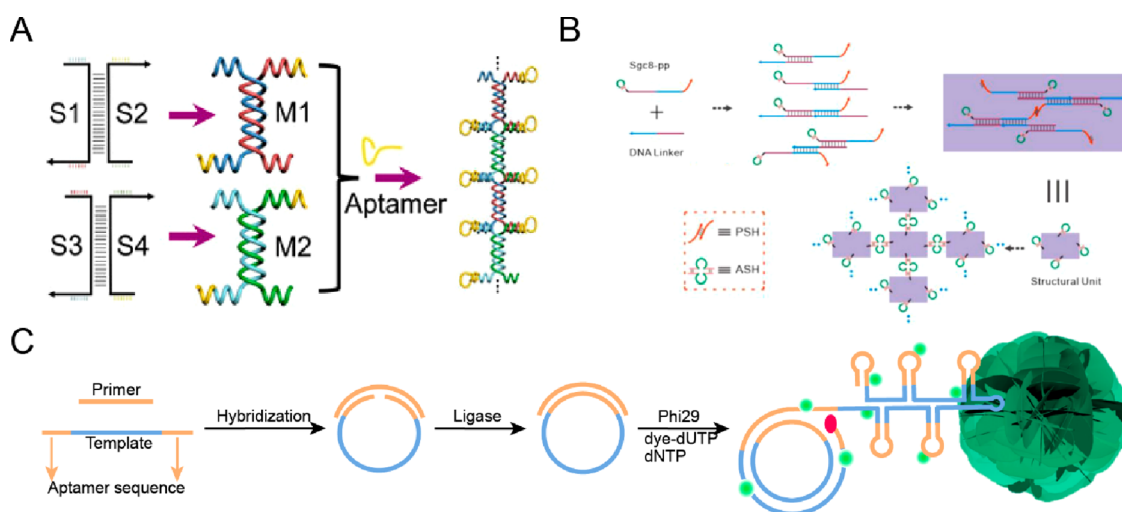 A
S1
S2
M1
S3
S4
M2
Aptamer
B
Sgc8-pp
+
DNA Linker
PSH
ASH
Structural Unit
C
Primer
Template
Aptamer sequence
Hybridization
Ligase
Phi29
dye-dUTP
dNTP